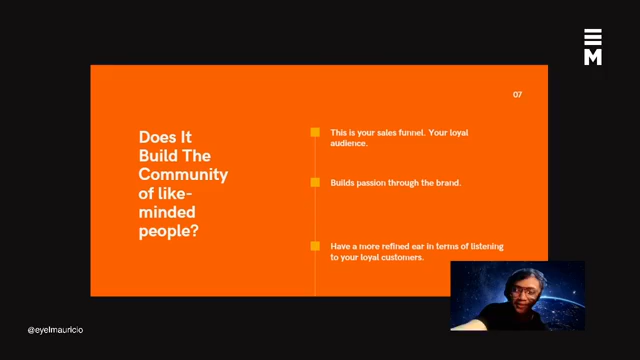 M
07
Does It
Build The
Community
of like-
minded
people?
This is your sales funnel. Your loyal
audience.
Builds passion through the brand.
Have a more refined ear in terms of listening
to your loyal customers.
@eyelmauricio